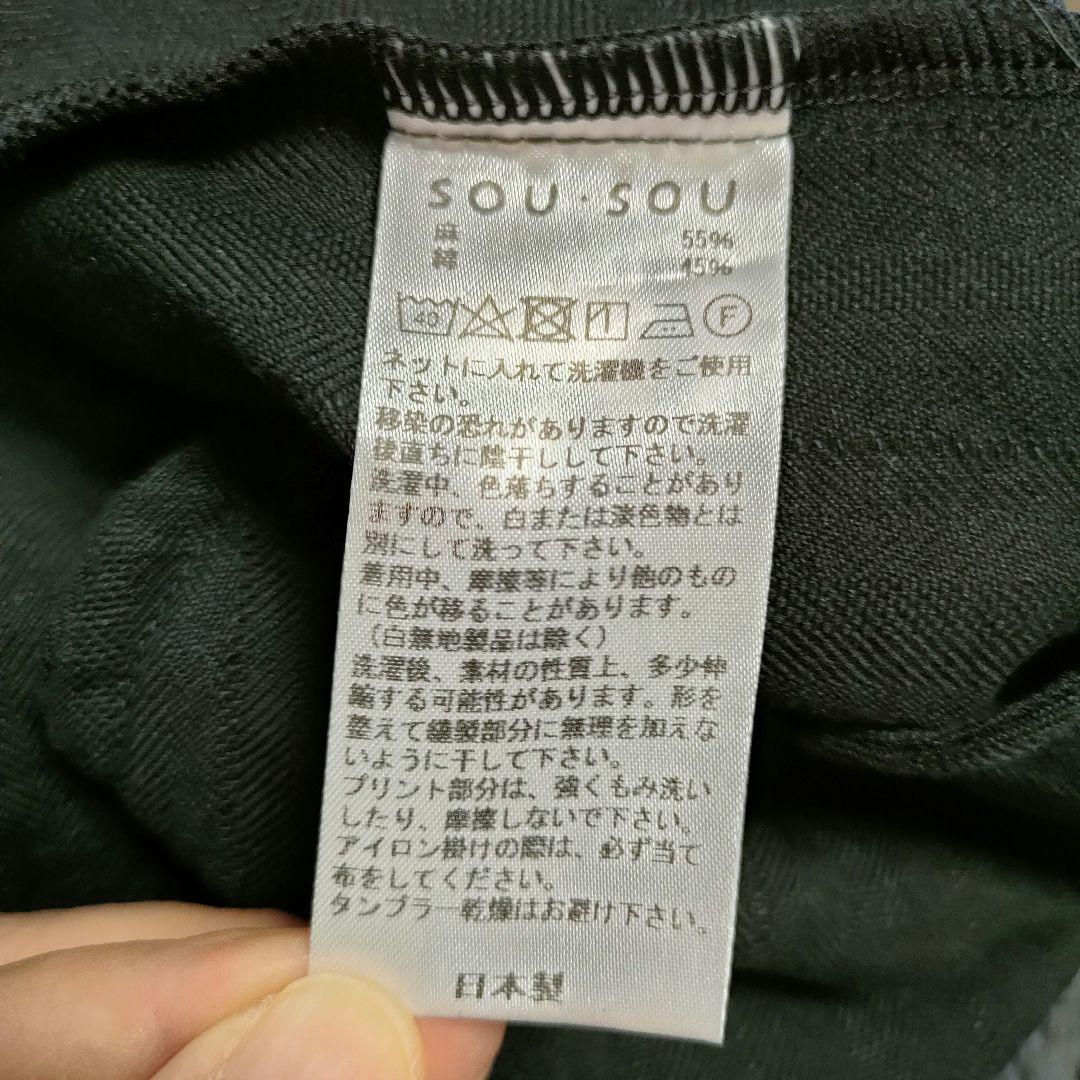 SOU・SOU
麻 55%
綿 45%
40 F
ネットに入れて洗濯機をご使用
下さい。
移染の恐れがありますので洗濯
後直ちに陰干しして下さい。
洗濯中、色落ちすることがあり
ますので、白または淡色物とは
別にして洗って下さい。
着用中、摩擦等により他のもの
に色が移ることがあります。
(白無地製品は除く)
洗濯後、素材の性質上、多少伸
縮する可能性があります。形を
整えて縫製部分に無理を加えな
いように干して下さい。
プリント部分は、強くもみ洗い
したり、摩擦しないで下さい。
アイロン掛けの際は、必ず当て
布をしてください。
タンブラー乾燥はお避け下さい。
日本製